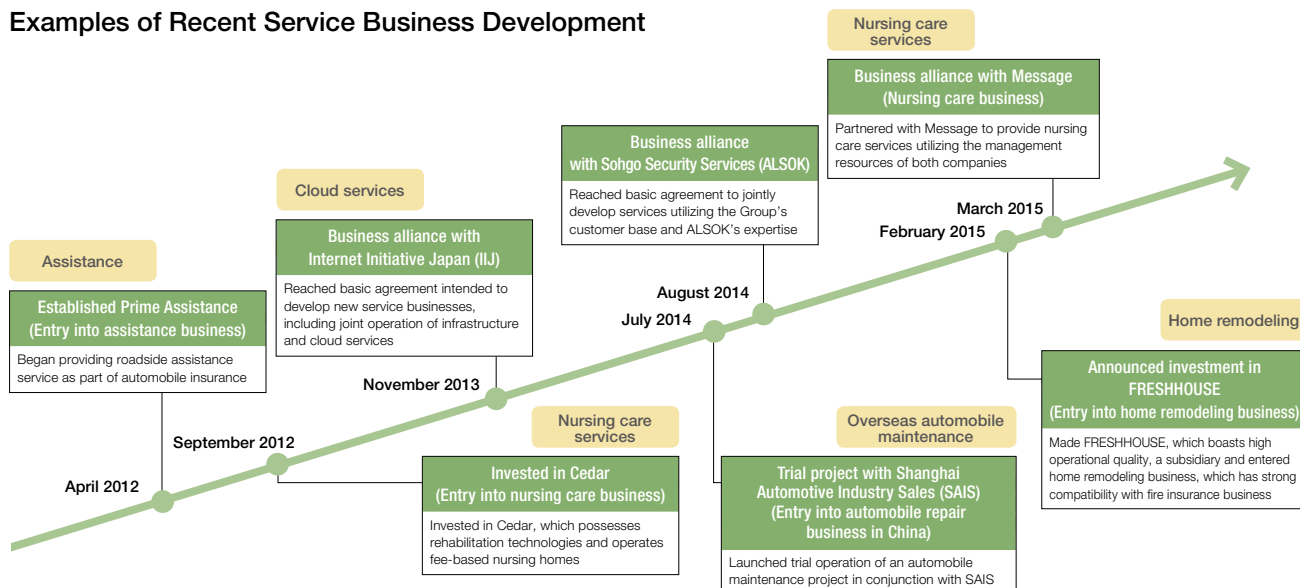 Examples of Recent Service Business Development
Assistance
Established Prime Assistance
(Entry into assistance business)
Began providing roadside assistance
service as part of automobile insurance
April 2012
September 2012
Nursing care
services
Invested in Cedar
(Entry into nursing care business)
Invested in Cedar, which possesses
rehabilitation technologies and operates
fee-based nursing homes
Cloud services
Business alliance with
Internet Initiative Japan (IIJ)
Reached basic agreement intended to
develop new service businesses,
including joint operation of infrastructure
and cloud services
November 2013
July 2014
Overseas automobile
maintenance
Trial project with Shanghai
Automotive Industry Sales (SAIS)
(Entry into automobile repair
business in China)
Launched trial operation of an automobile
maintenance project in conjunction with SAIS
Business alliance
with Sohgo Security Services (ALSOK)
Reached basic agreement to jointly
develop services utilizing the Group's
customer base and ALSOK's expertise
August 2014
February 2015
Home remodeling
Announced investment in
FRESHHOUSE
(Entry into home remodeling business)
Made FRESHHOUSE, which boasts high
operational quality, a subsidiary and entered
home remodeling business, which has strong
compatibility with fire insurance business
Nursing care
services
Business alliance with Message
(Nursing care business)
Partnered with Message to provide nursing
care services utilizing the management
resources of both companies
March 2015